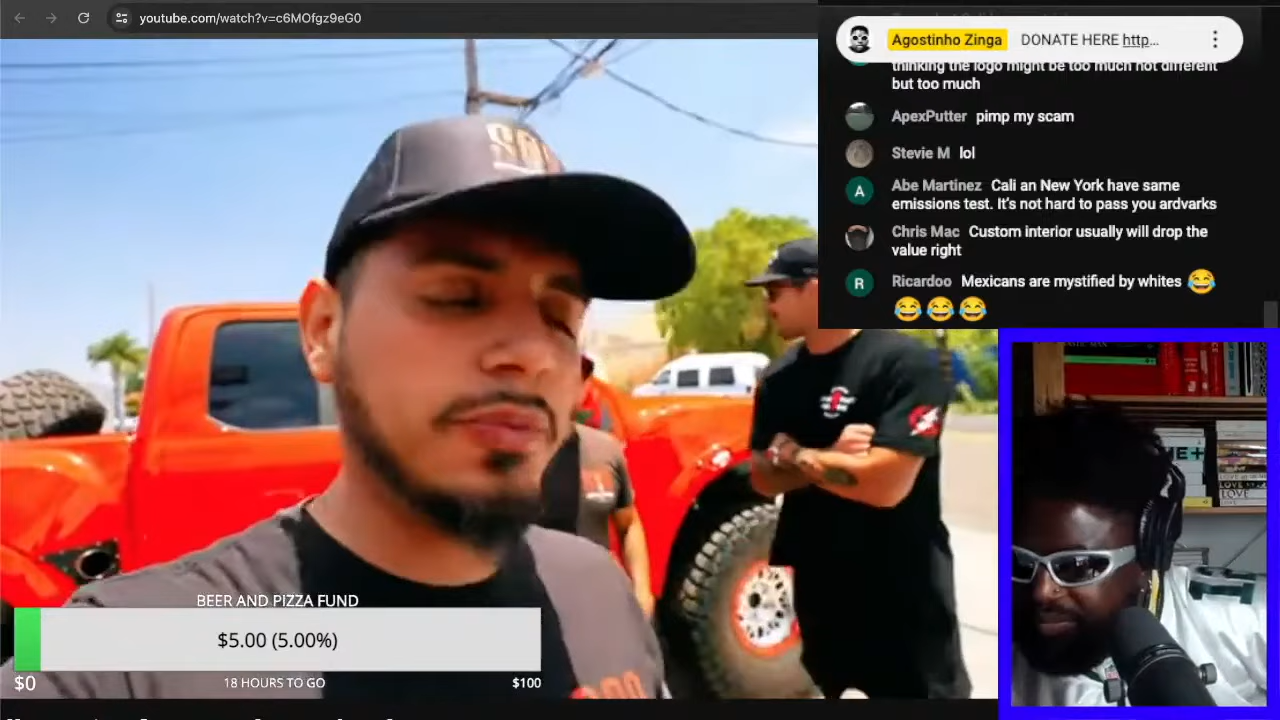 youtube.com/watch?v=c6MOfgz9eG0
Agostinho Zinga DONATE HERE http...
thinking the logo might be too much not different
but too much
ApexPutter pimp my scam
Stevie M lol
A
Abe Martinez Cali an New York have same
emissions test. It's not hard to pass you ardvarks
Chris Mac Custom interior usually will drop the
value right
R
Ricardoo Mexicans are mystified by whites 😂
😂😂😂
BEER AND PIZZA FUND
$5.00 (5.00%)
$0 18 HOURS TO GO $100
LOVE
LOVE